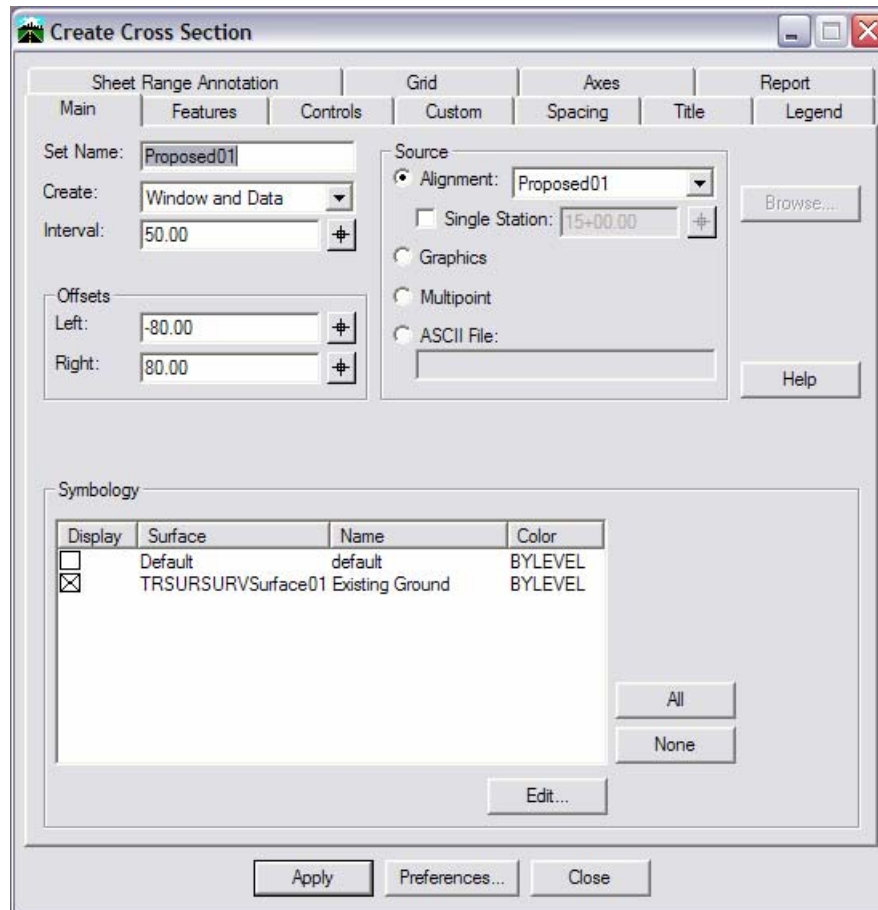 Create Cross Section
Sheet Range Annotation Grid Axes Report
Main Features Controls Custom Spacing Title Legend
Set Name: Proposed01
Create: Window and Data
Interval: 50.00
Offsets
Left: -80.00
Right: 80.00
Source
Alignment: Proposed01
Single Station: 15+00.00
Graphics
Multipoint
ASCII File:
Browse...
Help
Symbology
Display Surface Name Color
Default default BYLEVEL
TRSURSURVSurface01 Existing Ground BYLEVEL
All
None
Edit...
Apply Preferences... Close